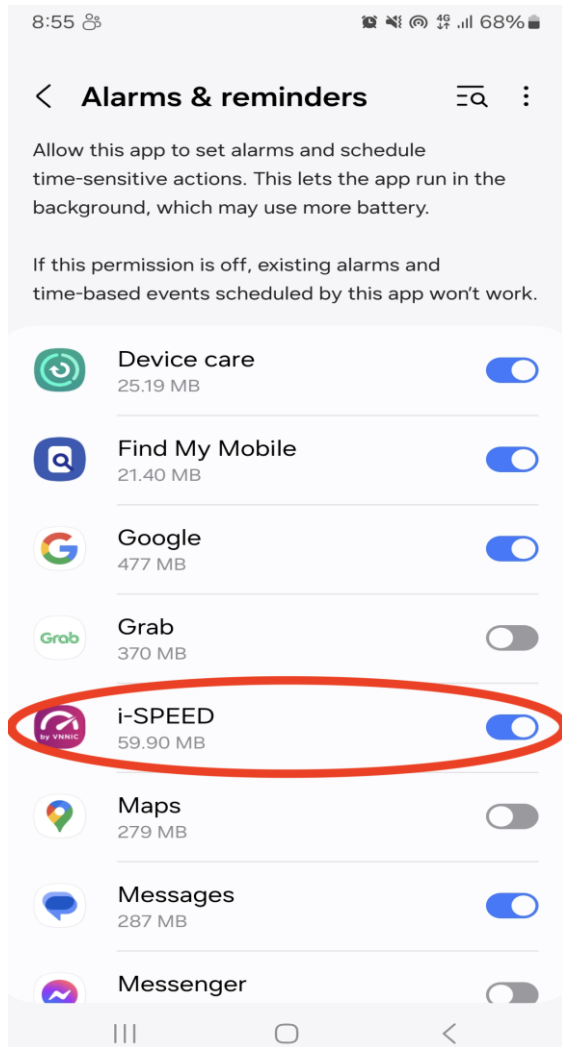 8:55
4G 68%
Alarms & reminders
Allow this app to set alarms and schedule
time-sensitive actions. This lets the app run in the
background, which may use more battery.
If this permission is off, existing alarms and
time-based events scheduled by this app won't work.
Device care
25.19 MB
Find My Mobile
21.40 MB
Google
477 MB
Grab
Grab
370 MB
by VNNIC
i-SPEED
59.90 MB
Maps
279 MB
Messages
287 MB
Messenger